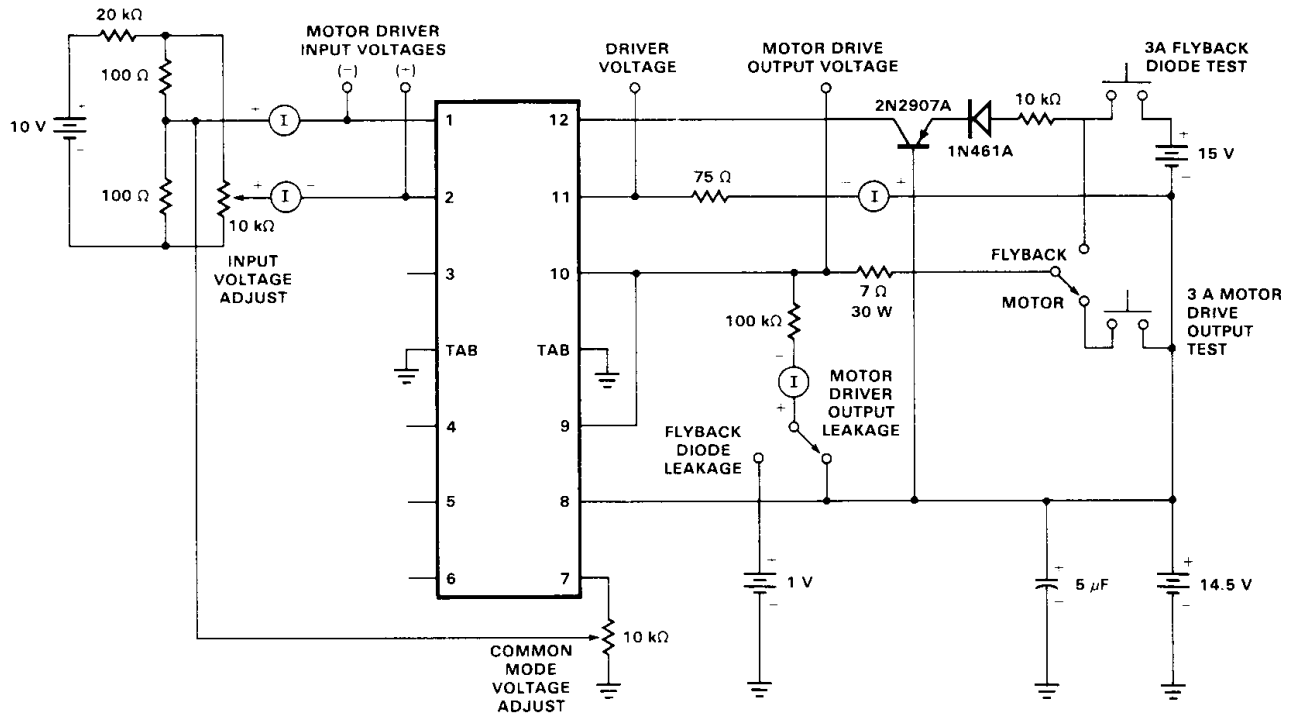 20 kΩ
MOTOR DRIVER
INPUT VOLTAGES
(−) (+)
DRIVER
VOLTAGE
MOTOR DRIVE
OUTPUT VOLTAGE
3A FLYBACK
DIODE TEST
100 Ω
10 V
+
−
+
I
1
12
2N2907A
1N461A
10 kΩ
+
15 V
−
100 Ω
10 kΩ
+
I
−
2
11
75 Ω
−
I
+
INPUT
VOLTAGE
ADJUST
3
10
7 Ω
30 W
FLYBACK
MOTOR
3 A MOTOR
DRIVE
OUTPUT
TEST
100 kΩ
TAB
TAB
−
I
+
MOTOR
DRIVER
OUTPUT
LEAKAGE
4
9
FLYBACK
DIODE
LEAKAGE
5
8
6
7
10 kΩ
COMMON
MODE
VOLTAGE
ADJUST
+
1 V
−
+
5 μF
−
+
14.5 V
−